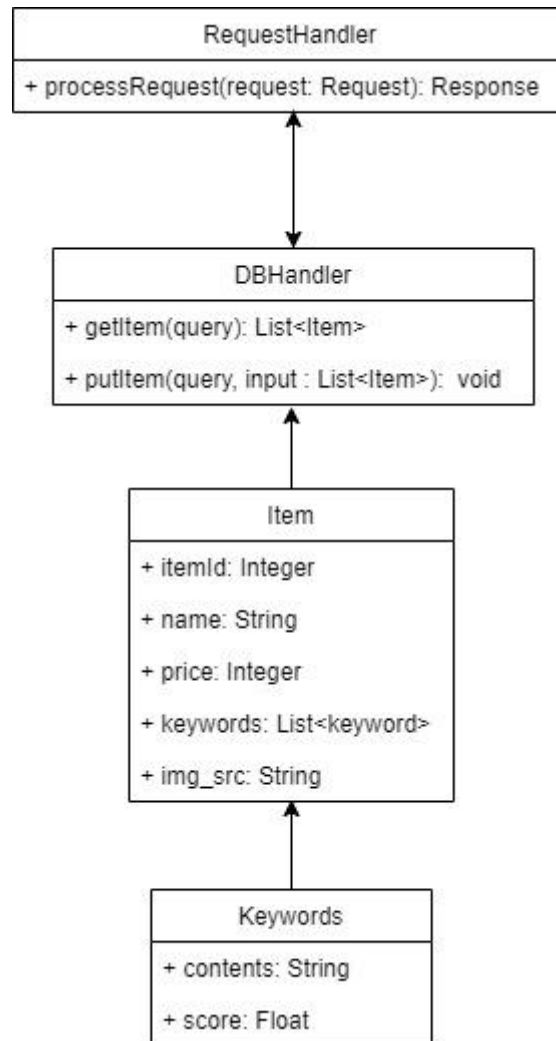 RequestHandler
+ processRequest(request: Request): Response
DBHandler
+ getItem(query): List<Item>
+ putItem(query, input : List<Item>):  void
Item
+ itemId: Integer
+ name: String
+ price: Integer
+ keywords: List<keyword>
+ img_src: String
Keywords
+ contents: String
+ score: Float